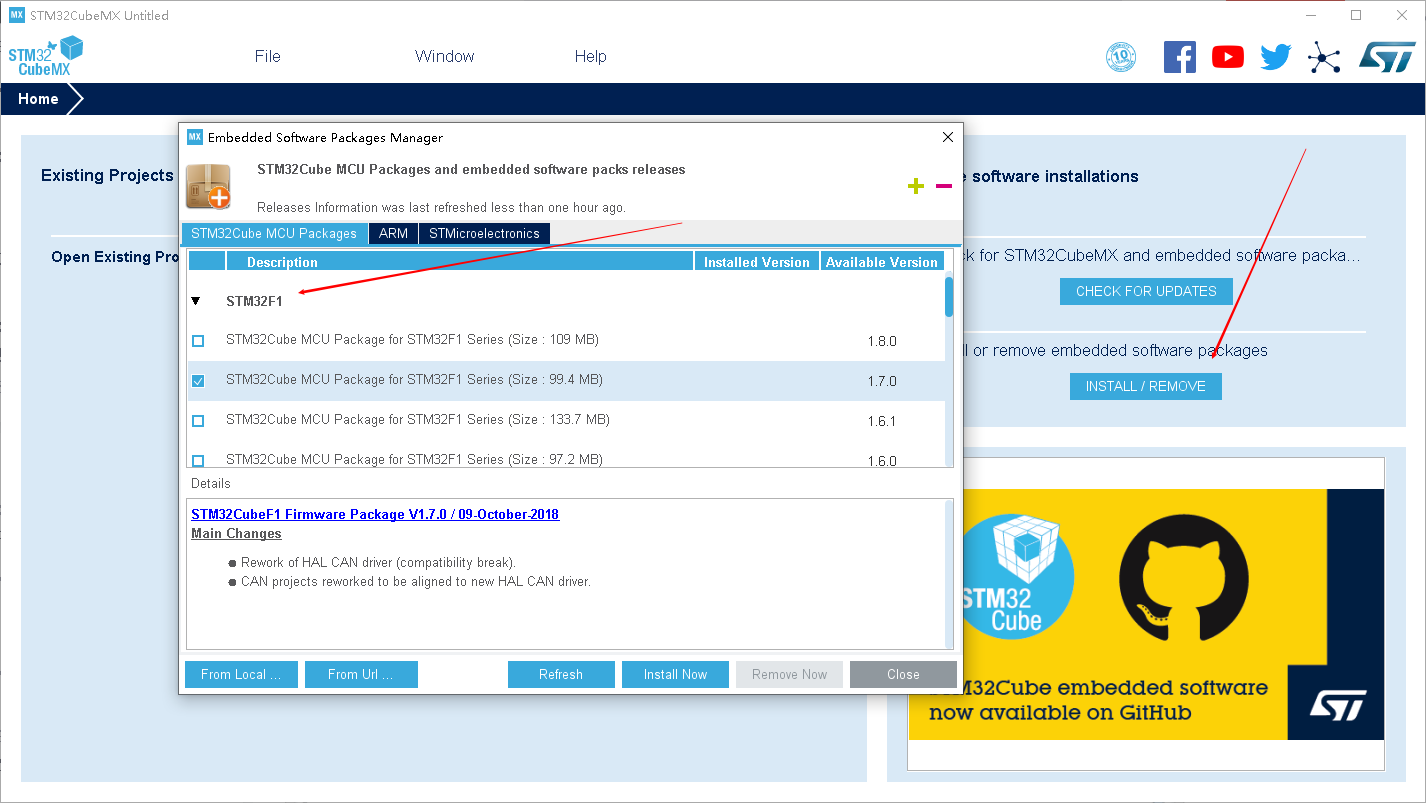 MX STM32CubeMX Untitled
STM32
CubeMX
File
Window
Help
10
ST
Home
Existing Projects
Open Existing Pro
MX Embedded Software Packages Manager
STM32Cube MCU Packages and embedded software packs releases
Releases Information was last refreshed less than one hour ago.
STM32Cube MCU Packages
ARM
STMicroelectronics
Description
Installed Version
Available Version
STM32F1
STM32Cube MCU Package for STM32F1 Series (Size : 109 MB)
1.8.0
STM32Cube MCU Package for STM32F1 Series (Size : 99.4 MB)
1.7.0
STM32Cube MCU Package for STM32F1 Series (Size : 133.7 MB)
1.6.1
STM32Cube MCU Package for STM32F1 Series (Size : 97.2 MB)
1.6.0
Details
STM32CubeF1 Firmware Package V1.7.0 / 09-October-2018
Main Changes
● Rework of HAL CAN driver (compatibility break).
● CAN projects reworked to be aligned to new HAL CAN driver.
From Local ...
From Url ...
Refresh
Install Now
Remove Now
Close
software installations
k for STM32CubeMX and embedded software packa...
CHECK FOR UPDATES
ll or remove embedded software packages
INSTALL / REMOVE
STM32
Cube
STM32Cube embedded software
now available on GitHub
ST